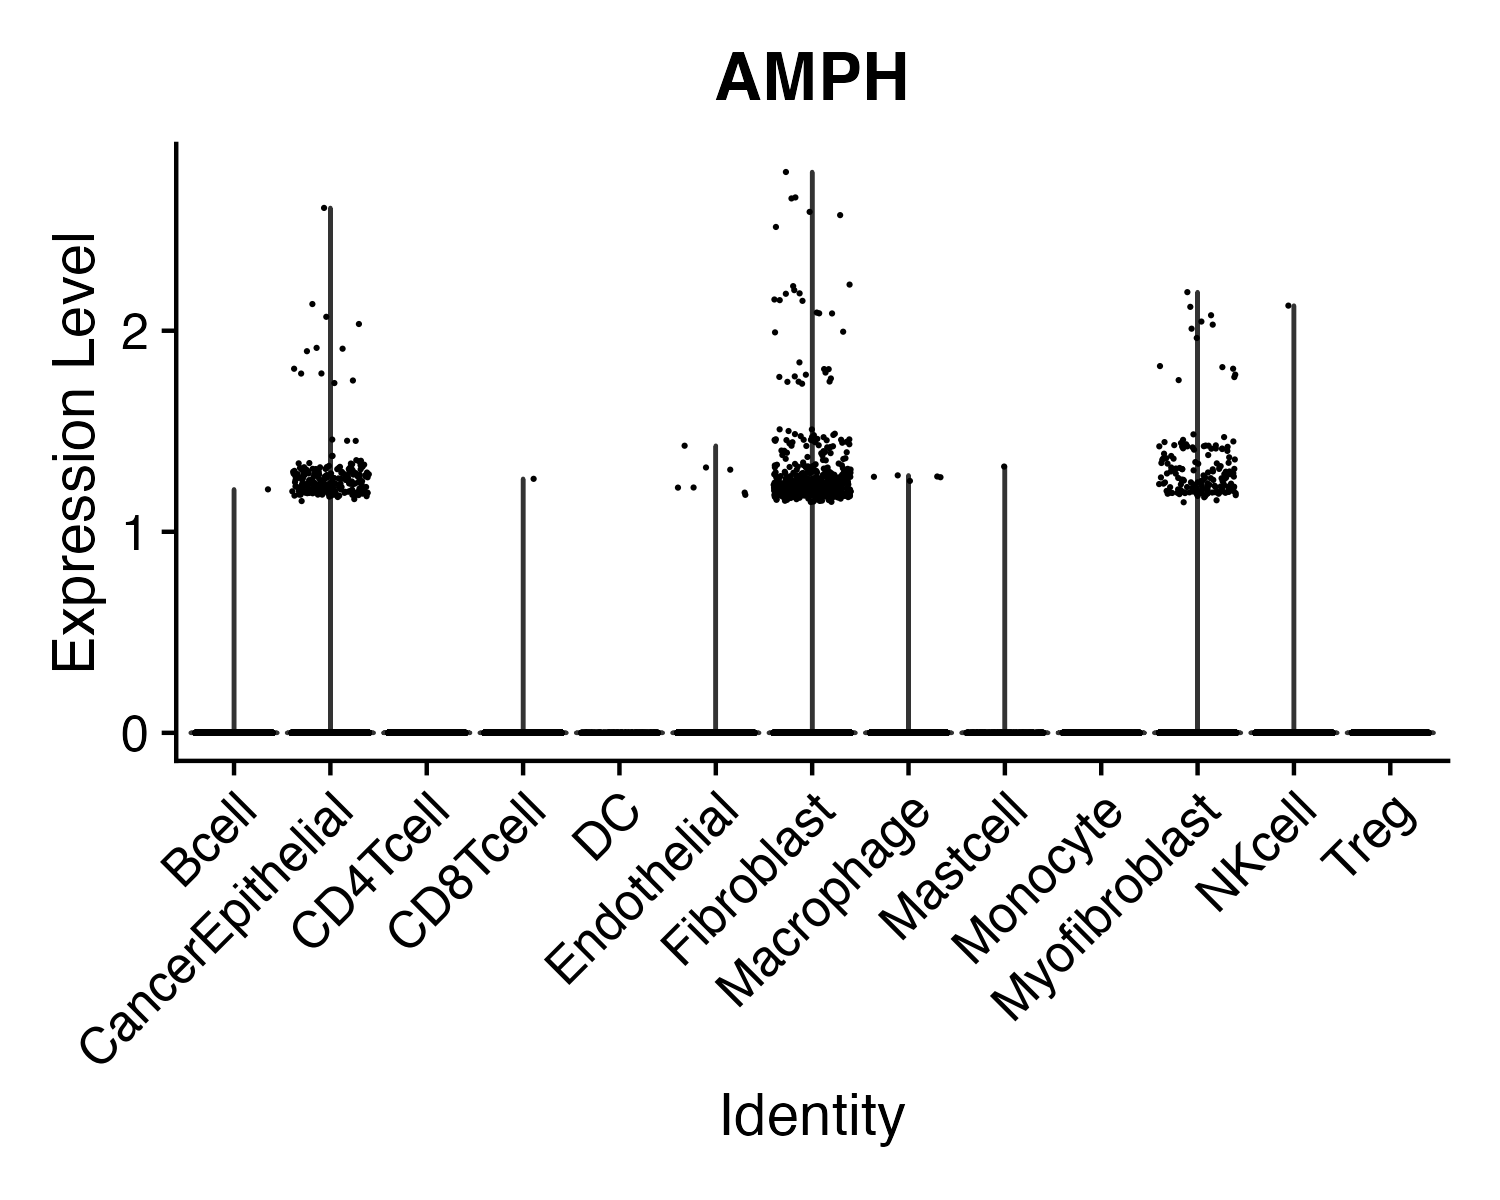 AMPH
Expression Level
2
1
0
Bcell
CancerEpithelial
CD4Tcell
CD8Tcell
DC
Endothelial
Fibroblast
Macrophage
Mastcell
Monocyte
Myofibroblast
NKcell
Treg
Identity